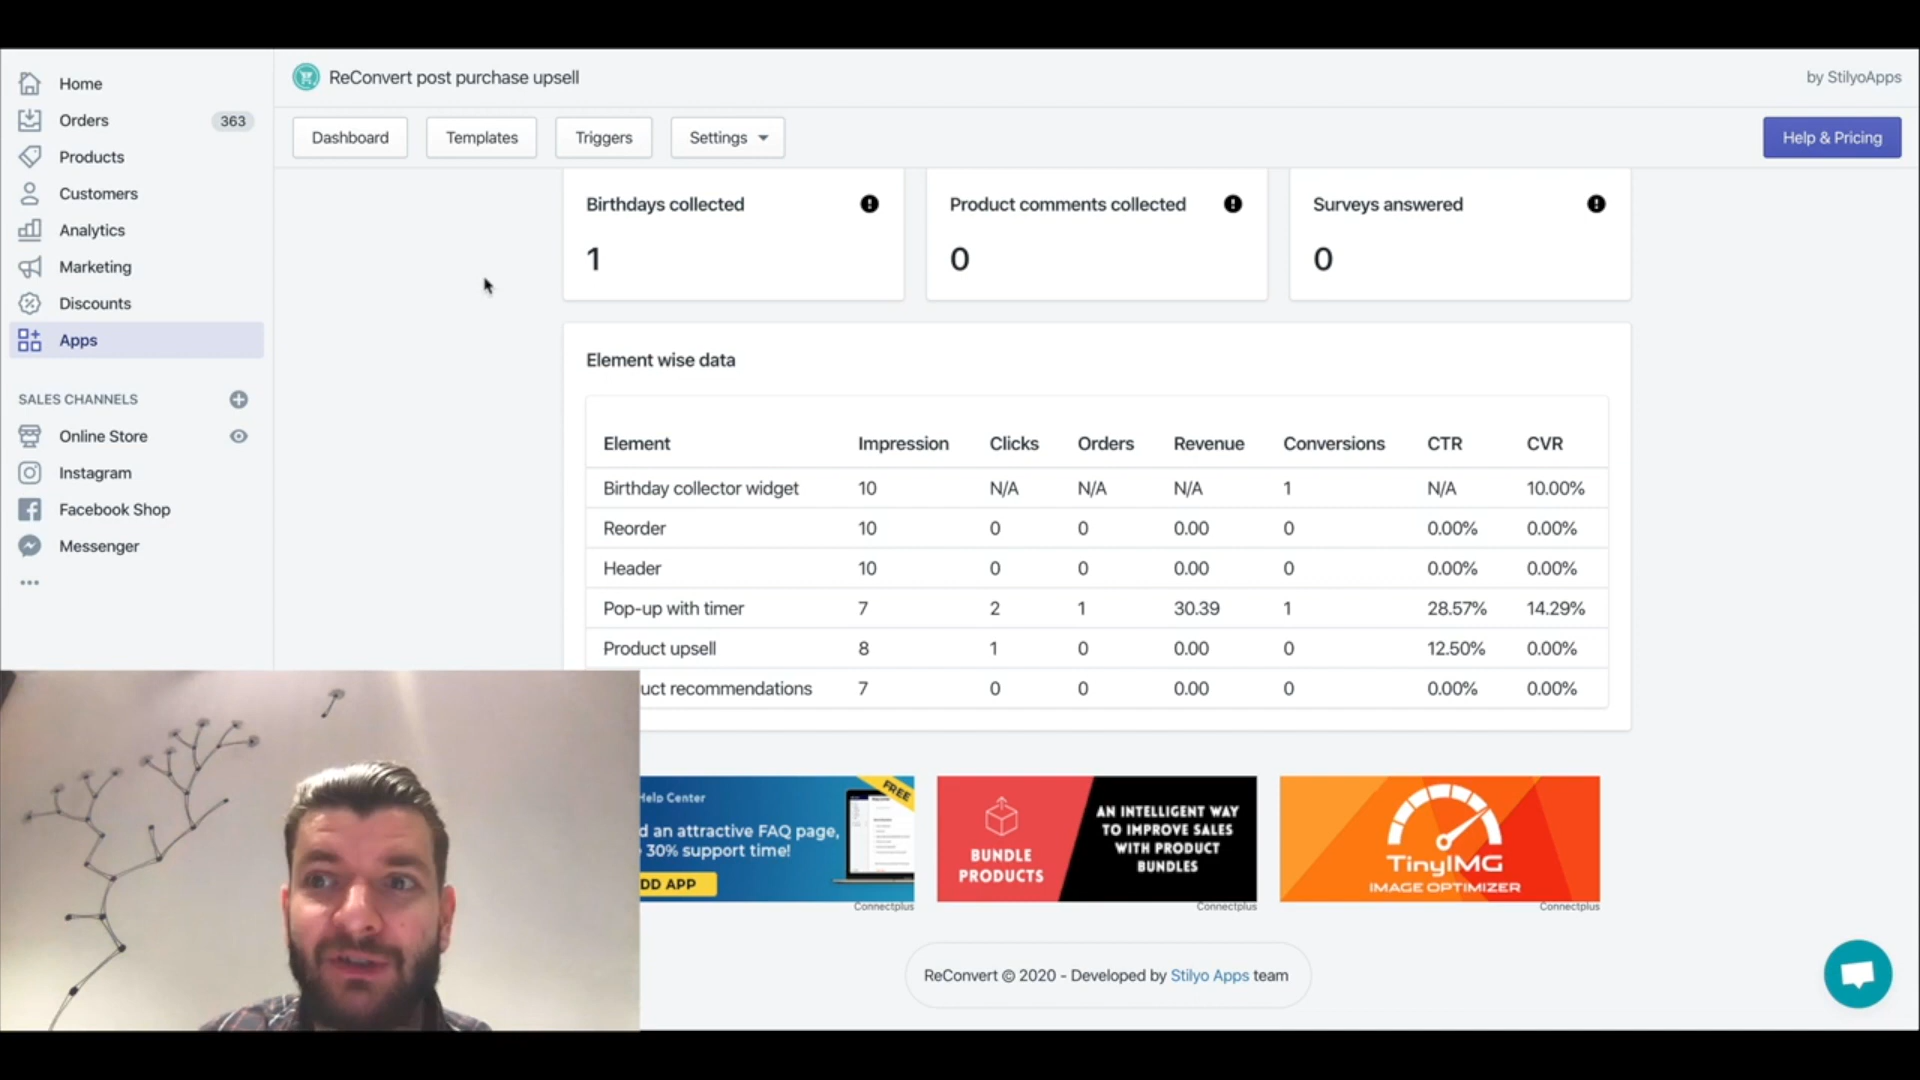 ReConvert post purchase upsell
by StilyoApps
Home
Orders 363
Products
Customers
Analytics
Marketing
Discounts
Apps
SALES CHANNELS
Online Store
Instagram
Facebook Shop
Messenger
Dashboard Templates Triggers Settings Help & Pricing
Birthdays collected
1
Product comments collected
0
Surveys answered
0
Element wise data
Element Impression Clicks Orders Revenue Conversions CTR CVR
Birthday collector widget 10 N/A N/A N/A 1 N/A 10.00%
Reorder 10 0 0 0.00 0 0.00% 0.00%
Header 10 0 0 0.00 0 0.00% 0.00%
Pop-up with timer 7 2 1 30.39 1 28.57% 14.29%
Product upsell 8 1 0 0.00 0 12.50% 0.00%
uct recommendations 7 0 0 0.00 0 0.00% 0.00%
Help Center
FREE
d an attractive FAQ page,
30% support time!
DD APP
Connectplus
BUNDLE
PRODUCTS
AN INTELLIGENT WAY
TO IMPROVE SALES
WITH PRODUCT
BUNDLES
Connectplus
TinyIMG
IMAGE OPTIMIZER
Connectplus
ReConvert © 2020 - Developed by Stilyo Apps team